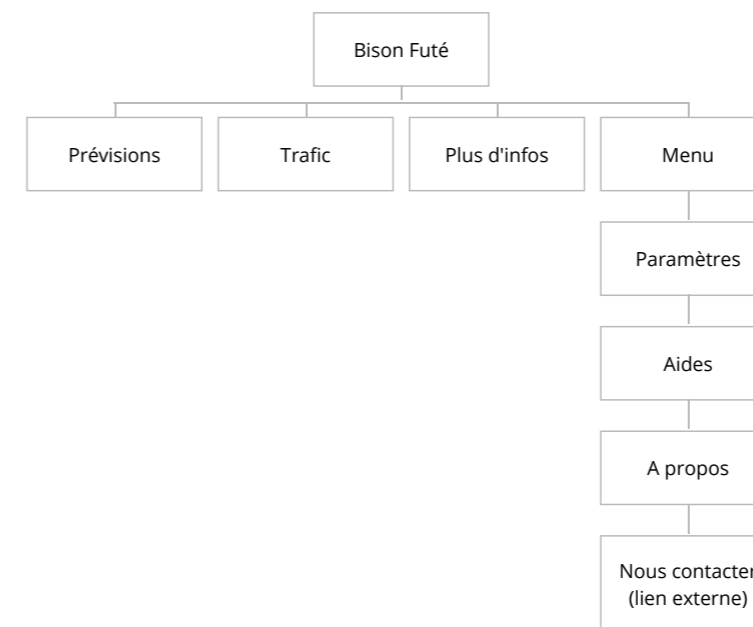 Bison Futé
Prévisions
Trafic
Plus d'infos
Menu
Paramètres
Aides
A propos
Nous contacter
(lien externe)